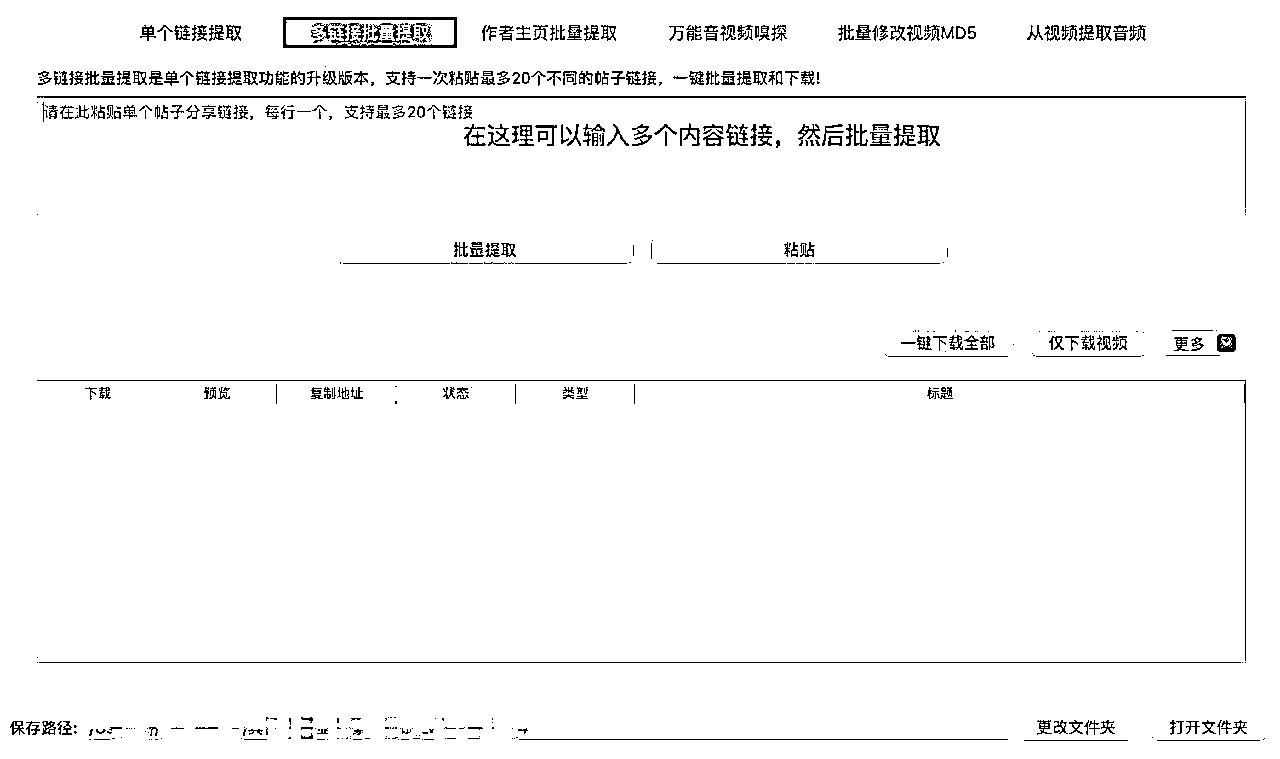 单个链接提取 多链接批量提取 作者主页批量提取 万能音视频嗅探 批量修改视频MD5 从视频提取音频
多链接批量提取是单个链接提取功能的升级版本，支持一次粘贴最多20个不同的帖子链接，一键批量提取和下载!
请在此粘贴单个帖子分享链接，每行一个，支持最多20个链接
在这理可以输入多个内容链接，然后批量提取
批量提取 粘贴
一键下载全部 仅下载视频 更多
下载 预览 复制地址 状态 类型 标题
保存路径: 更改文件夹 打开文件夹